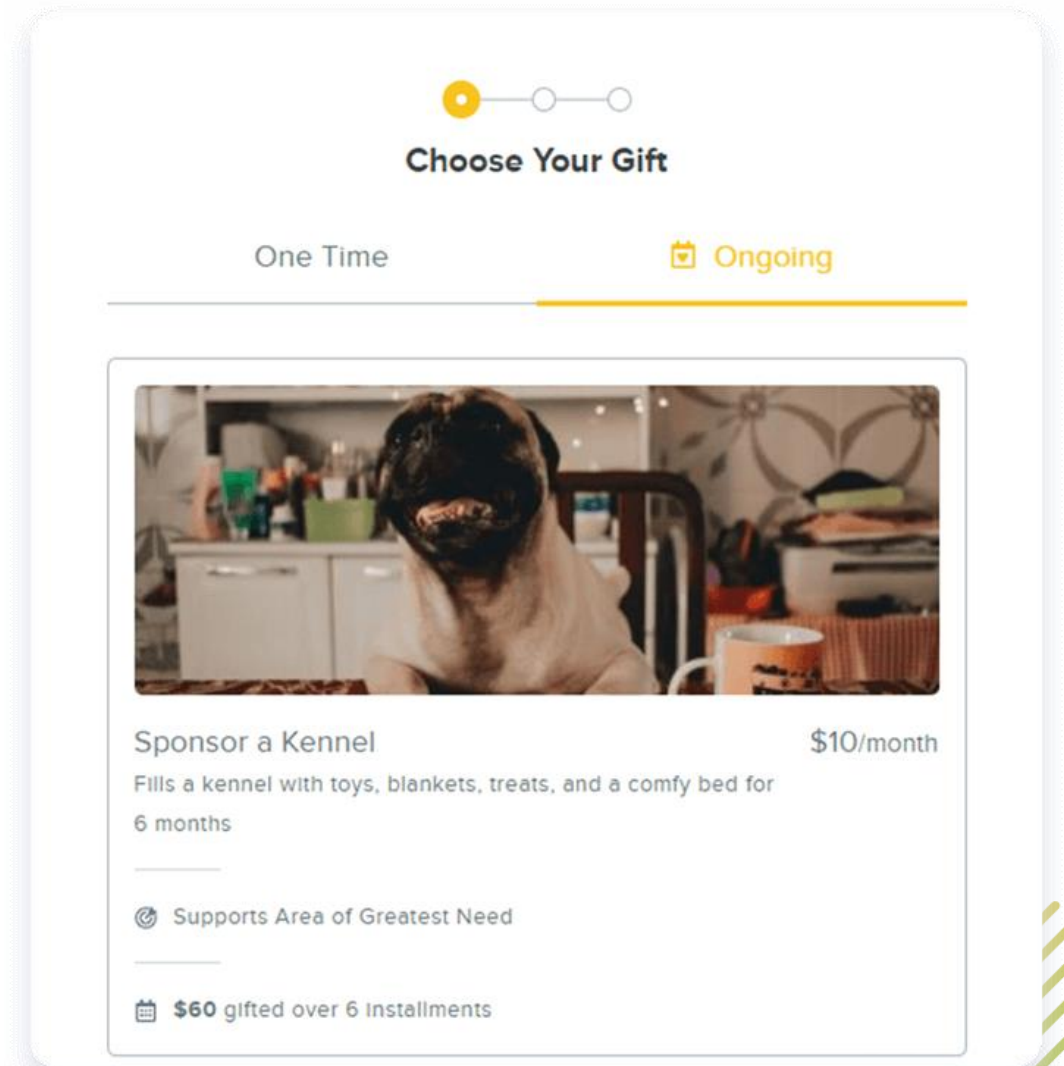 Choose Your Gift
One Time
Ongoing
Sponsor a Kennel
$10/month
Fills a kennel with toys, blankets, treats, and a comfy bed for
6 months
Supports Area of Greatest Need
$60 gifted over 6 installments